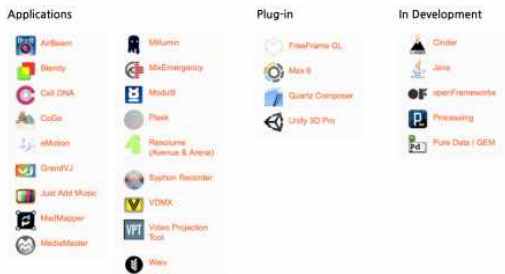 Applications
AirBeam
Blendy
Cell DNA
CoGe
eMotion
GrandVJ
Just Add Music
MadMapper
MediaMaster
Millumin
MixEmergency
Modul8
Resolume
(Avenue & Arena)
Syphon Recorder
VDMX
VPT
Video Projection
Tool
Plug-in
FreeFrame GL
Max 6
Quartz Composer
Unity 3D Pro
In Development
Cinder
Java
openFrameworks
Processing
Pd
Pure Data / GEM